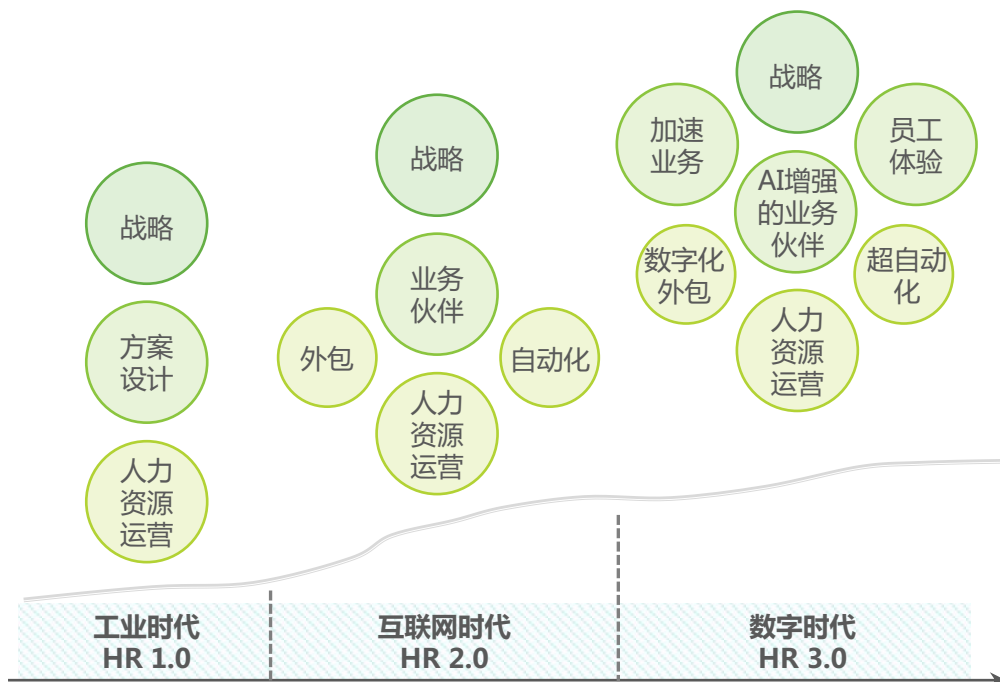 战略
方案
设计
人力
资源
运营
战略
业务
伙伴
外包
自动化
人力
资源
运营
战略
加速
业务
员工
体验
AI增强
的业务
伙伴
数字化
外包
超自动
化
人力
资源
运营
工业时代
HR 1.0
互联网时代
HR 2.0
数字时代
HR 3.0